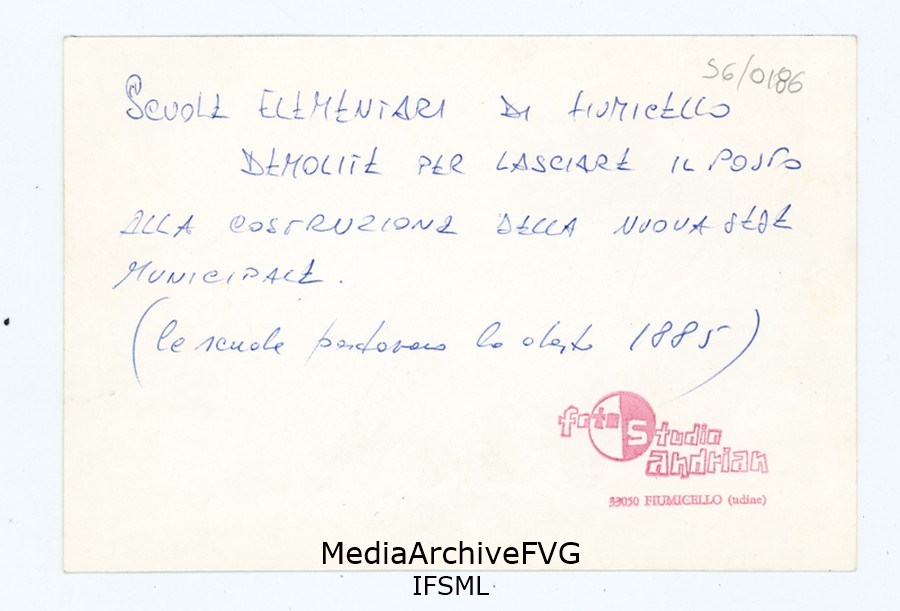 S6/0186
SCUOLE ELEMENTARI DI FIUMICELLO
DEMOLITE PER LASCIARE IL POSTO
ALLA COSTRUZIONE DELLA NUOVA SEDE
MUNICIPALE.
(le scuole portavano la data 1885)
foto Studio
andrian
33050 FIUMICELLO (udine)
MediaArchiveFVG
IFSML